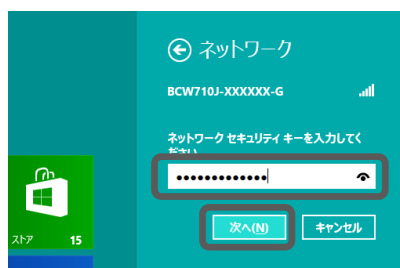 ネットワーク
BCW710J-XXXXXX-G
ネットワーク セキュリティ キーを入力してく
ださい
•••••••••••••
次へ(N)
キャンセル
ストア 15